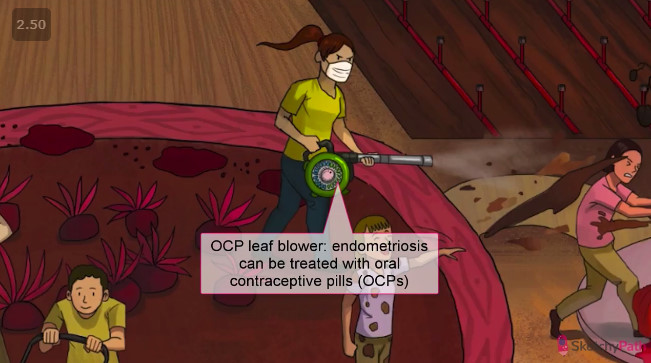 2.50
OCP leaf blower: endometriosis
can be treated with oral
contraceptive pills (OCPs)
SketchyPath